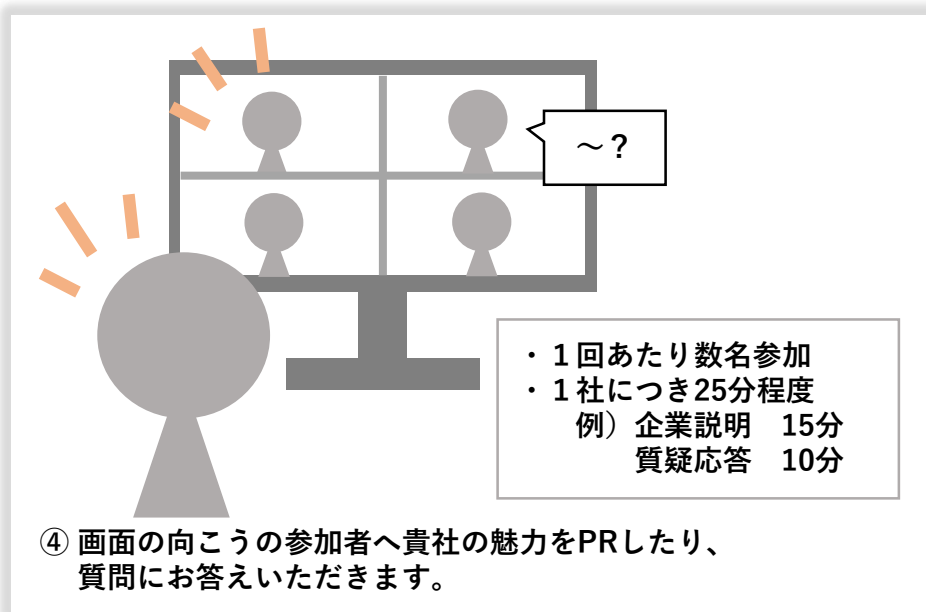 ～？
・１回あたり数名参加
・１社につき25分程度
例）企業説明　15分
質疑応答　10分
④ 画面の向こうの参加者へ貴社の魅力をPRしたり、
質問にお答えいただきます。